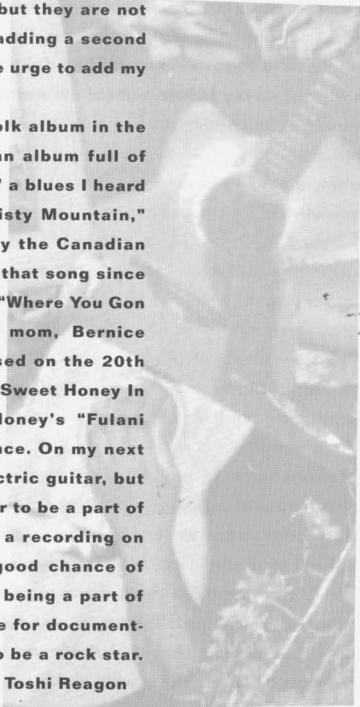 but they are not
adding a second
e urge to add my
olk album in the
an album full of
' a blues I heard
isty Mountain,"
y the Canadian
that song since
"Where You Gon
mom, Bernice
sed on the 20th
Sweet Honey In
Honey's "Fulani
nce. On my next
ctric guitar, but
r to be a part of
a recording on
good chance of
being a part of
e for document-
o be a rock star.
Toshi Reagon